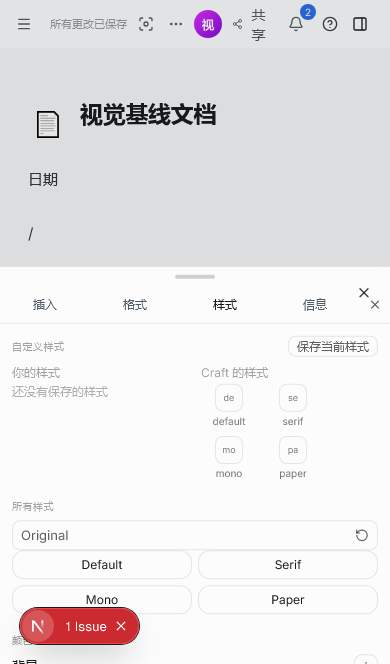 所有更改已保存
视
共享
2
视觉基线文档
日期
/
插入
格式
样式
信息
自定义样式
保存当前样式
你的样式
Craft 的样式
还没有保存的样式
de
se
default
serif
mo
pa
mono
paper
所有样式
Original
Default
Serif
Mono
Paper
N
1 Issue